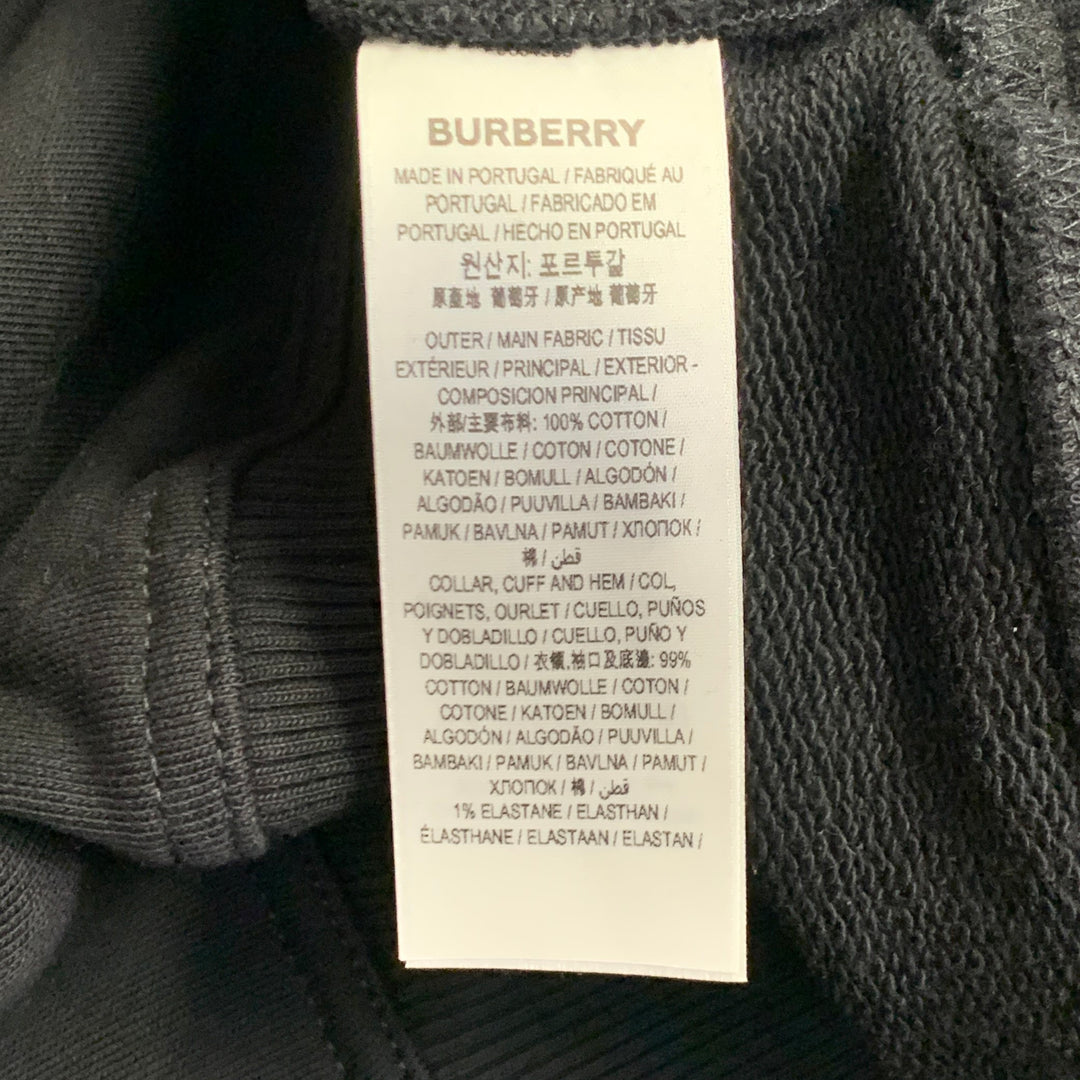 BURBERRY
MADE IN PORTUGAL / FABRIQUÉ AU
PORTUGAL / FABRICADO EM
PORTUGAL / HECHO EN PORTUGAL
원산지: 포르투갈
原產地 葡萄牙 / 原产地 葡萄牙
OUTER / MAIN FABRIC / TISSU
EXTÉRIEUR / PRINCIPAL / EXTERIOR -
COMPOSICION PRINCIPAL /
外部/主要布料: 100% COTTON /
BAUMWOLLE / COTON / COTONE /
KATOEN / BOMULL / ALGODÓN /
ALGODÃO / PUUVILLA / BAMBAKI /
PAMUK / BAVLNA / PAMUT / ХЛОПОК /
棉 / قطن /
COLLAR, CUFF AND HEM / COL,
POIGNETS, OURLET / CUELLO, PUÑOS
Y DOBLADILLO / CUELLO, PUÑO Y
DOBLADILLO / 衣領,袖口及底邊: 99%
COTTON / BAUMWOLLE / COTON /
COTONE / KATOEN / BOMULL /
ALGODÓN / ALGODÃO / PUUVILLA /
BAMBAKI / PAMUK / BAVLNA / PAMUT /
ХЛОПОК / 棉 / قطن /
1% ELASTANE / ELASTHAN /
ÉLASTHANE / ELASTAAN / ELASTAN /